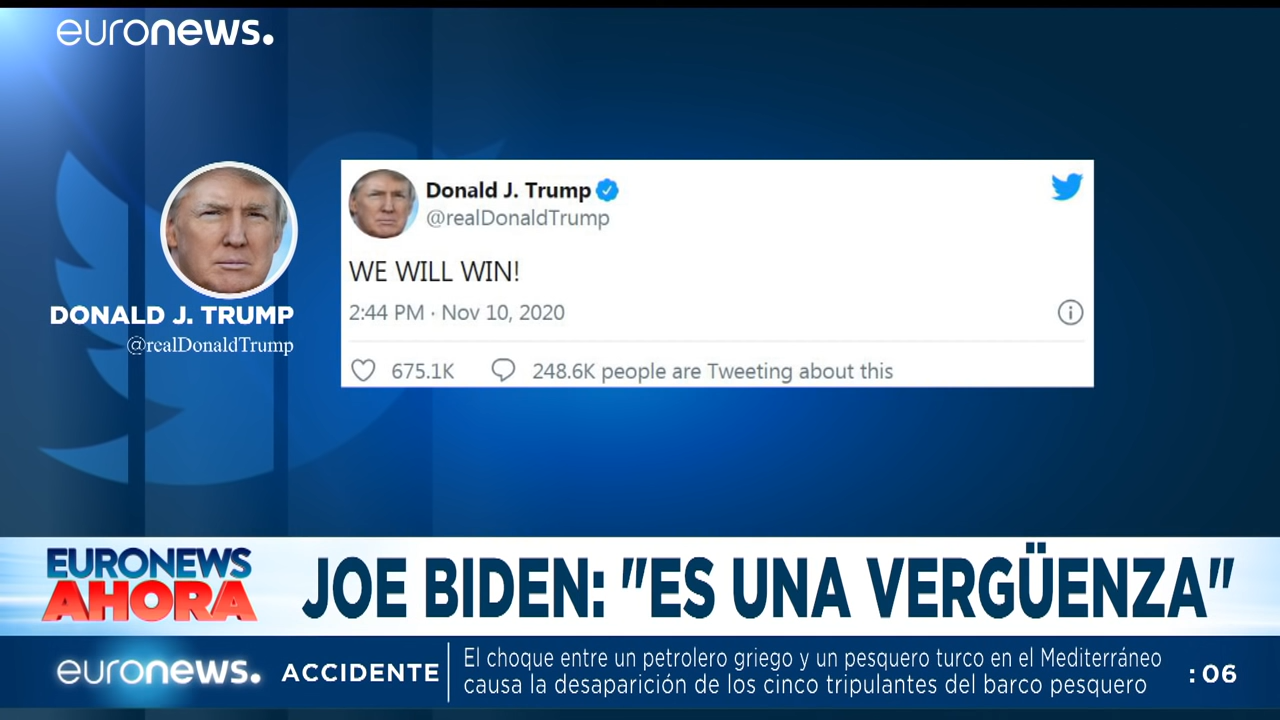 euronews.
DONALD J. TRUMP
@realDonaldTrump
Donald J. Trump
@realDonaldTrump
WE WILL WIN!
2:44 PM · Nov 10, 2020
675.1K 248.6K people are Tweeting about this
EURONEWS
AHORA
JOE BIDEN: "ES UNA VERGÜENZA"
euronews. ACCIDENTE
El choque entre un petrolero griego y un pesquero turco en el Mediterráneo
causa la desaparición de los cinco tripulantes del barco pesquero
:06